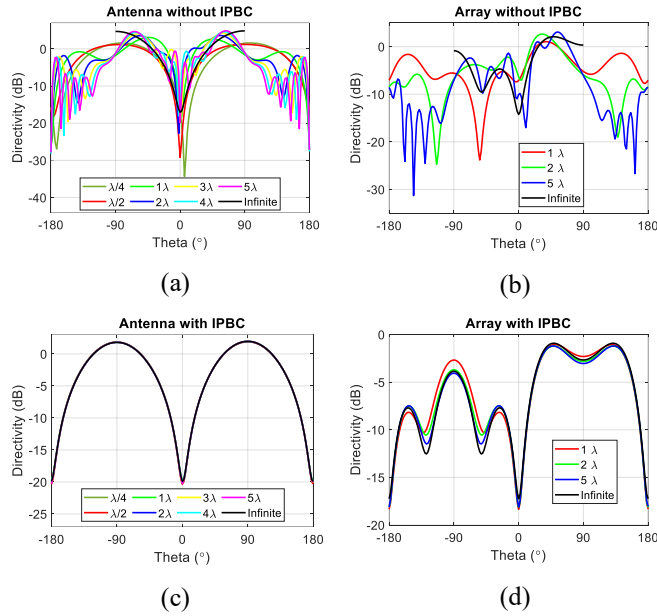 Antenna without IPBC
Directivity (dB)
0
-10
-20
-30
-40
λ/4 1λ 3λ 5λ
λ/2 2λ 4λ Infinite
-180 -90 0 90 180
Theta (°)
(a)
Array without IPBC
Directivity (dB)
0
-10
-20
-30
1 λ
2 λ
5 λ
Infinite
-180 -90 0 90 180
Theta (°)
(b)
Antenna with IPBC
Directivity (dB)
0
-5
-10
-15
-20
-25
λ/4 1λ 3λ 5λ
λ/2 2λ 4λ Infinite
-180 -90 0 90 180
Theta (°)
(c)
Array with IPBC
Directivity (dB)
0
-5
-10
-15
-20
1 λ
2 λ
5 λ
Infinite
-180 -90 0 90 180
Theta (°)
(d)